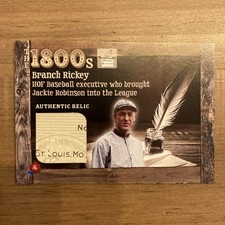 THE
1800s
Branch Rickey
HOF Baseball executive who brought
Jackie Robinson into the League
AUTHENTIC RELIC
No
St. Louis, Mo